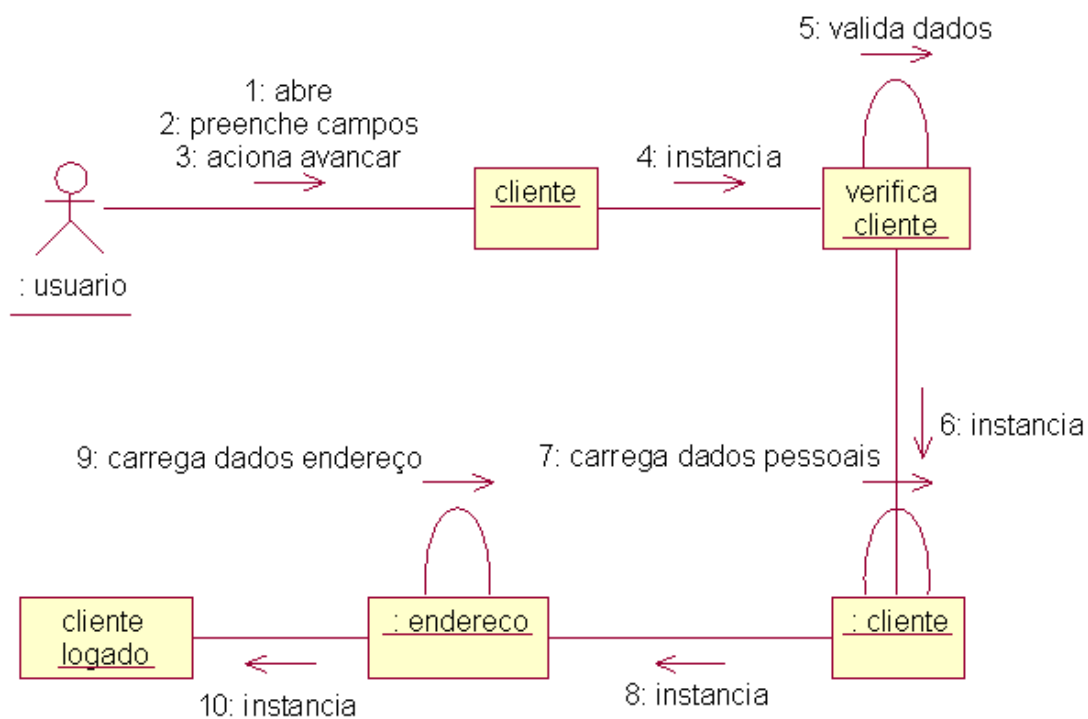 5: valida dados
1: abre
2: preenche campos
3: aciona avancar
4: instancia
cliente
verifica
cliente
: usuario
6: instancia
9: carrega dados endereço
7: carrega dados pessoais
cliente
logado
: endereco
: cliente
10: instancia
8: instancia